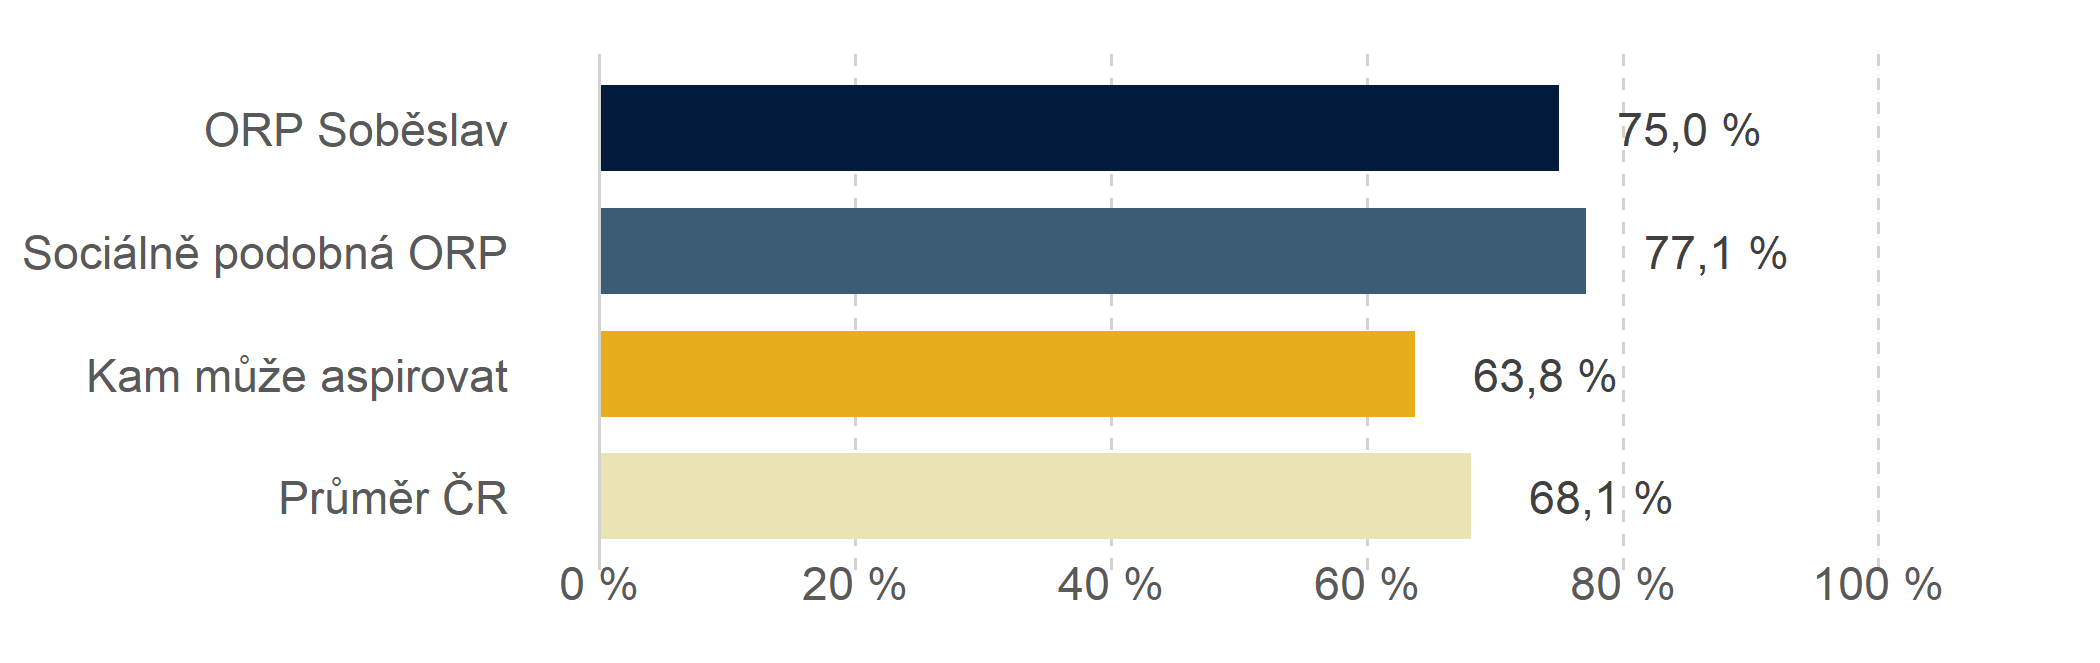 ORP Soběslav 75,0 %
Sociálně podobná ORP 77,1 %
Kam může aspirovat 63,8 %
Průměr ČR 68,1 %
0 % 20 % 40 % 60 % 80 % 100 %